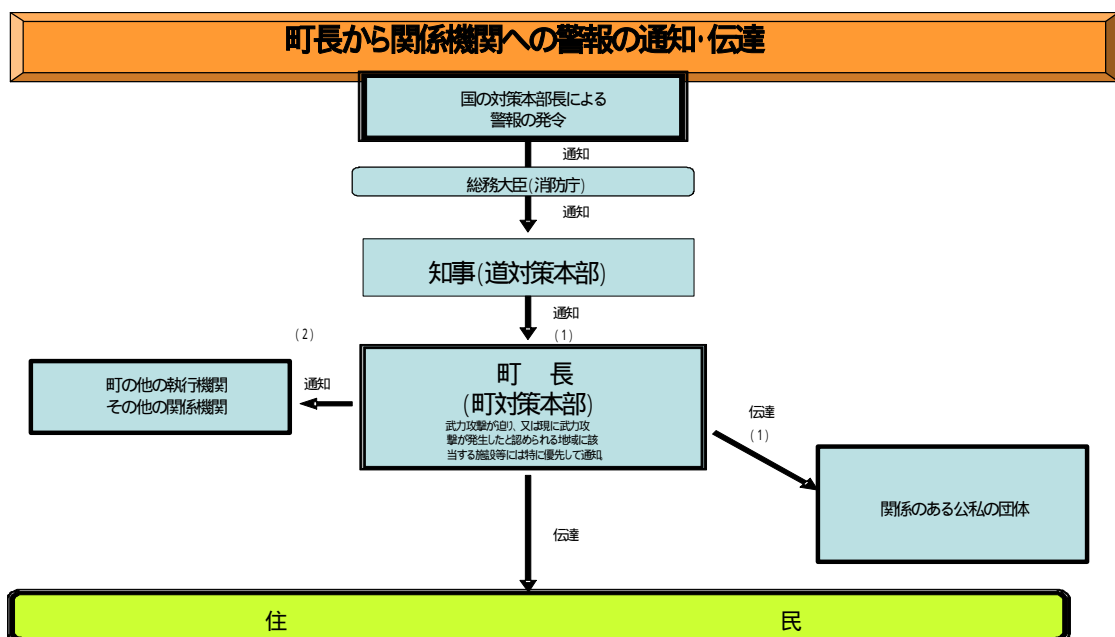 町長から関係機関への警報の通知・伝達
国の対策本部長による
警報の発令
通知
総務大臣(消防庁)
通知
知事(道対策本部)
通知
(1)
(2)
町の他の執行機関
その他の関係機関
通知
町 長
(町対策本部)
武力攻撃が迫り、又は現に武力攻
撃が発生したと認められる地域に該
当する施設等には特に優先して通知
伝達
(1)
関係のある公私の団体
伝達
住 民